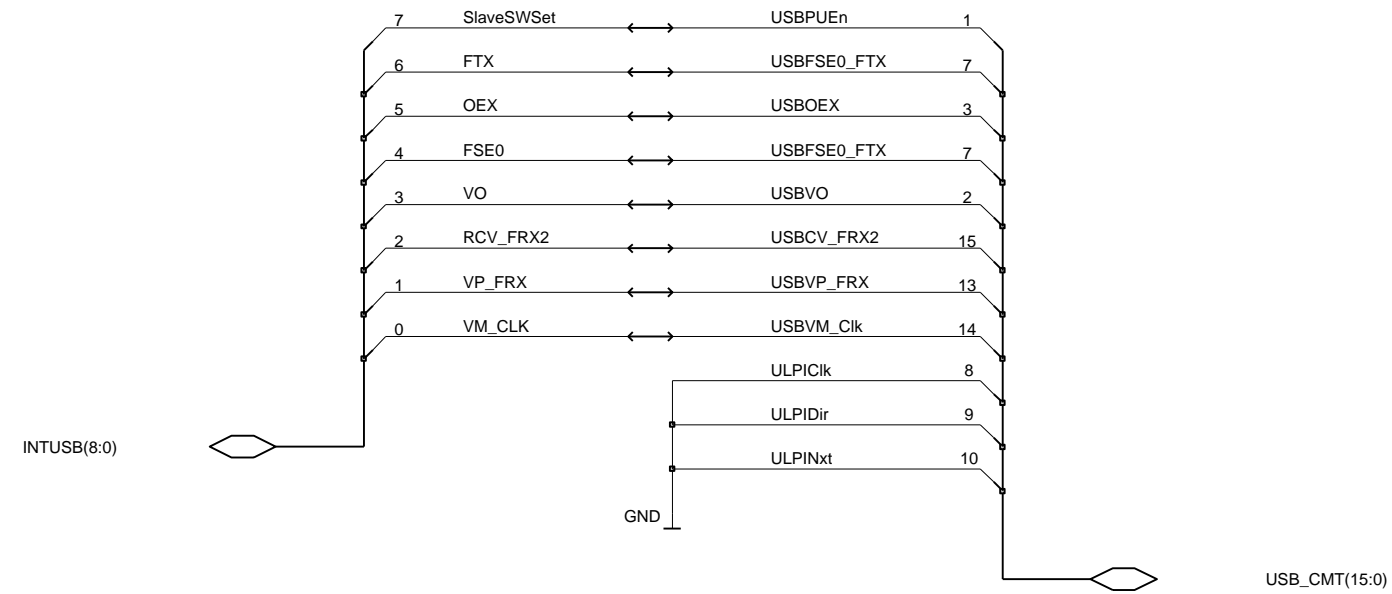 7 SlaveSWSet USBPUEn 1
6 FTX USBFSE0_FTX 7
5 OEX USBOEX 3
4 FSE0 USBFSE0_FTX 7
3 VO USBVO 2
2 RCV_FRX2 USBCV_FRX2 15
1 VP_FRX USBVP_FRX 13
0 VM_CLK USBVM_Clk 14
ULPIClk 8
ULPIDir 9
INTUSB(8:0)
ULPINxt 10
GND
USB_CMT(15:0)